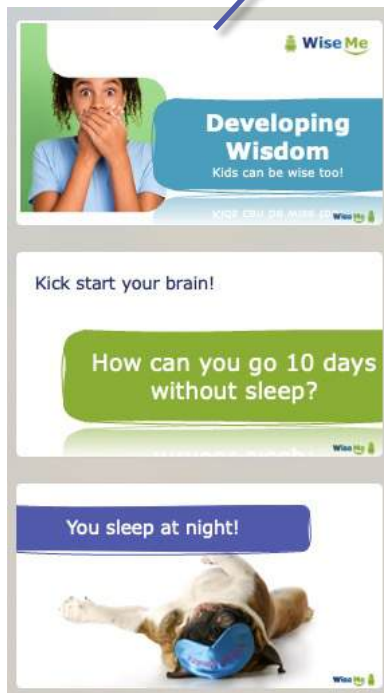 Wise Me
Developing
Wisdom
Kids can be wise too!
Wise Me
Kick start your brain!
How can you go 10 days
without sleep?
Wise Me
You sleep at night!
Wise Me